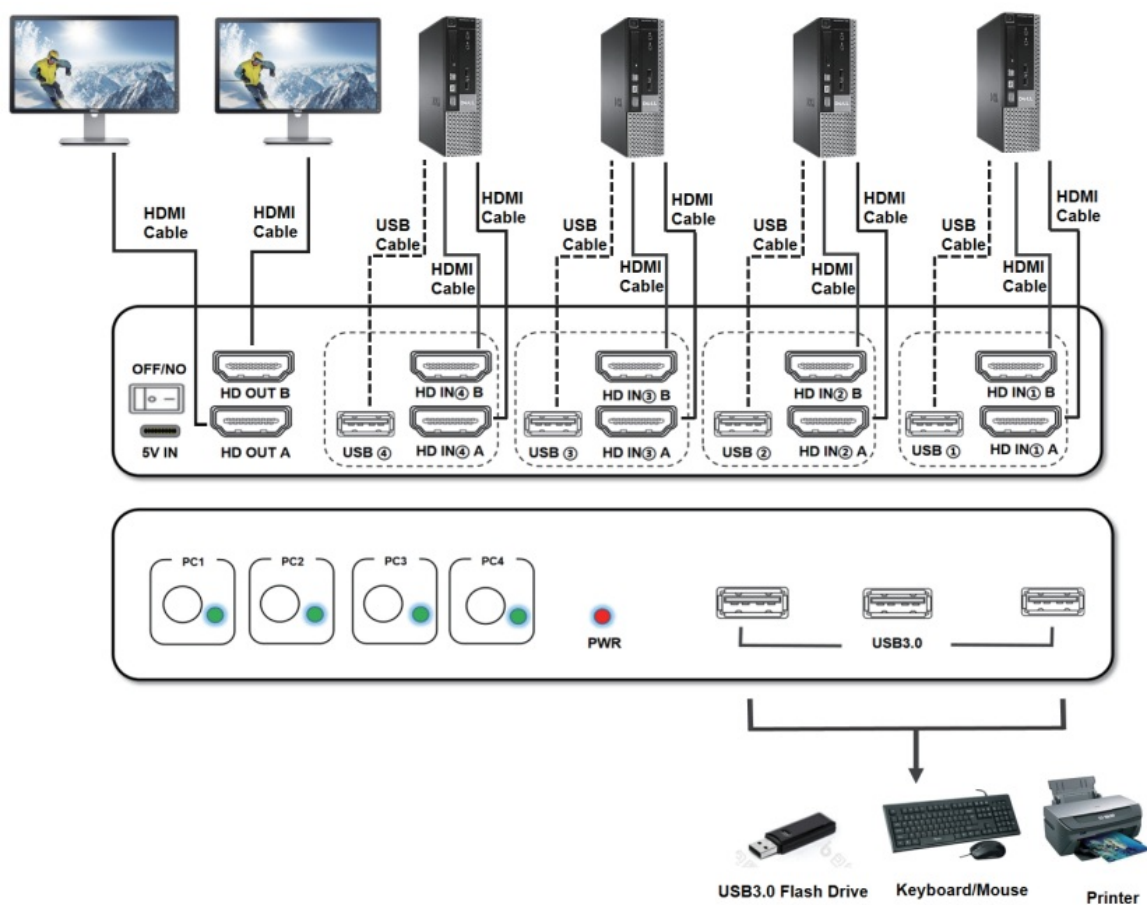 HDMI
Cable
HDMI
Cable
USB
Cable
HDMI
Cable
HDMI
Cable
USB
Cable
HDMI
Cable
HDMI
Cable
USB
Cable
HDMI
Cable
HDMI
Cable
USB
Cable
HDMI
Cable
HDMI
Cable
OFF/NO
5V IN
HD OUT B
HD OUT A
HD IN④ B
USB ④
HD IN④ A
HD IN③ B
USB ③
HD IN③ A
HD IN② B
USB ②
HD IN② A
HD IN① B
USB ①
HD IN① A
PC1
PC2
PC3
PC4
PWR
USB3.0
USB3.0 Flash Drive
Keyboard/Mouse
Printer